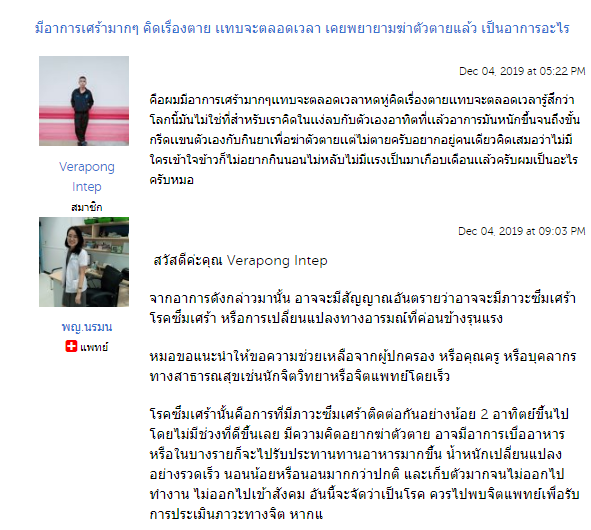 มีอาการเศร้ามากๆ คิดเรื่องตาย แทบจะตลอดเวลา เคยพยายามฆ่าตัวตายแล้ว เป็นอาการอะไร
Dec 04, 2019 at 05:22 PM
คือผมมีอาการเศร้ามากๆแทบจะตลอดเวลาหดหู่คิดเรื่องตายแทบจะตลอดเวลารู้สึกว่า
โลกนี้มันไม่ใช่ที่สำหรับเราคิดในแง่ลบกับตัวเองอาทิตที่แล้วอาการมันหนักขึ้นจนถึงขั้น
กรีดแขนตัวเองกับกินยาเพื่อฆ่าตัวตายแต่ไม่ตายครับอยากอยู่คนเดียวคิดเสมอว่าไม่มี
ใครเข้าใจข้าวก็ไม่อยากกินนอนไม่หลับไม่มีแรงเป็นมาเกือบเดือนแล้วครับผมเป็นอะไร
ครับหมอ
Verapong
Intep
สมาชิก
Dec 04, 2019 at 09:03 PM
สวัสดีค่ะคุณ Verapong Intep
จากอาการดังกล่าวมานั้น อาจจะมีสัญญาณอันตรายว่าอาจจะมีภาวะซึมเศร้า
โรคซึมเศร้า หรือการเปลี่ยนแปลงทางอารมณ์ที่ค่อนข้างรุนแรง
หมอขอแนะนำให้ขอความช่วยเหลือจากผู้ปกครอง หรือคุณครู หรือบุคลากร
ทางสาธารณสุขเช่นนักจิตวิทยาหรือจิตแพทย์โดยเร็ว
โรคซึมเศร้านั้นคือการที่มีภาวะซึมเศร้าติดต่อกันอย่างน้อย 2 อาทิตย์ขึ้นไป
โดยไม่มีช่วงที่ดีขึ้นเลย มีความคิดอยากฆ่าตัวตาย อาจมีอาการเบื่ออาหาร
หรือในบางรายก็จะไปรับประทานทานอาหารมากขึ้น น้ำหนักเปลี่ยนแปลง
อย่างรวดเร็ว นอนน้อยหรือนอนมากกว่าปกติ และเก็บตัวมากจนไม่ออกไป
ทำงาน ไม่ออกไปเข้าสังคม อันนี้จะจัดว่าเป็นโรค ควรไปพบจิตแพทย์เพื่อรับ
การประเมินภาวะทางจิต หากแ
พญ.นรมน
แพทย์